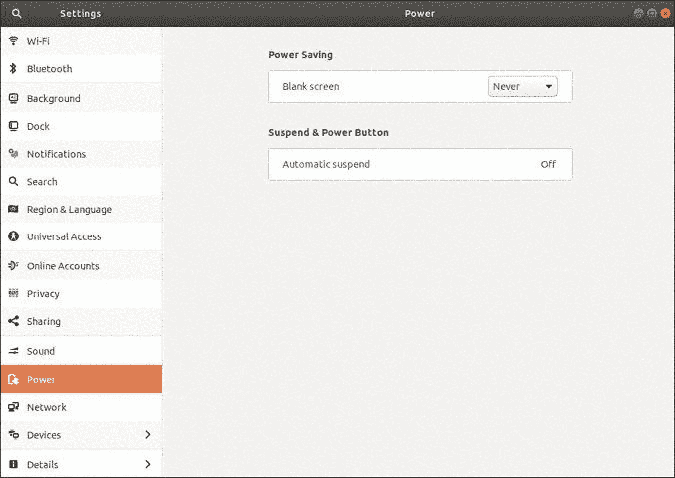 Settings
Power
Wi-Fi
Bluetooth
Background
Dock
Notifications
Search
Region & Language
Universal Access
Online Accounts
Privacy
Sharing
Sound
Power
Network
Devices
Details
Power Saving
Blank screen
Never
Suspend & Power Button
Automatic suspend
Off